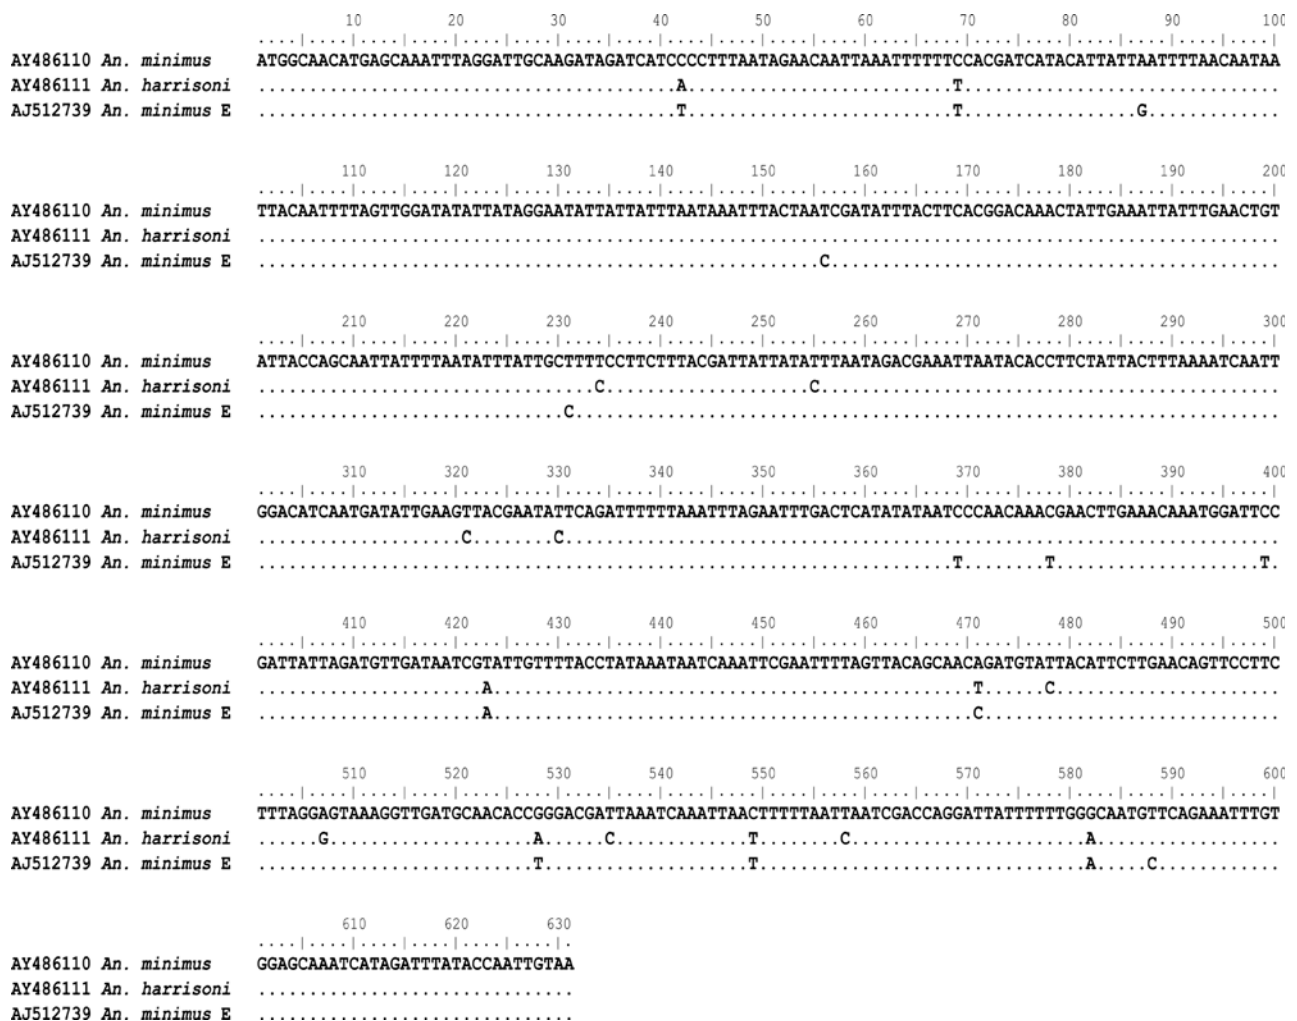 10 20 30 40 50 60 70 80 90 100
....|....|....|....|....|....|....|....|....|....|....|....|....|....|....|....|....|....|....|....|
AY486110 An. minimus ATGGCAACATGAGCAAATTTAGGATTGCAAGATAGATCATCCCCTTTAATAGAACAATTAAATTTTTTCCACGATCATACATTATTAATTTTAACAATAA
AY486111 An. harrisoni .........................................A..........................T...............................
AJ512739 An. minimus E .........................................T..........................T.................G.............
110 120 130 140 150 160 170 180 190 200
....|....|....|....|....|....|....|....|....|....|....|....|....|....|....|....|....|....|....|....|
AY486110 An. minimus TTACAATTTTAGTTGGATATATTATAGGAATATTATTATTTAATAAATTTACTAATCGATATTTACTTCACGGACAAACTATTGAAATTATTTGAACTGT
AY486111 An. harrisoni ....................................................................................................
AJ512739 An. minimus E .......................................................C............................................
210 220 230 240 250 260 270 280 290 300
....|....|....|....|....|....|....|....|....|....|....|....|....|....|....|....|....|....|....|....|
AY486110 An. minimus ATTACCAGCAATTATTTTAATATTTATTGCTTTTCCTTCTTTACGATTATTATATTTAATAGACGAAATTAATACACCTTCTATTACTTTAAAATCAATT
AY486111 An. harrisoni .................................C....................C.............................................
AJ512739 An. minimus E ..............................C.....................................................................
310 320 330 340 350 360 370 380 390 400
....|....|....|....|....|....|....|....|....|....|....|....|....|....|....|....|....|....|....|....|
AY486110 An. minimus GGACATCAATGATATTGAAGTTACGAATATTCAGATTTTTTAAATTTAGAATTTGACTCATATATAATCCCAACAAACGAACTTGAAACAAATGGATTCC
AY486111 An. harrisoni ....................C........C......................................................................
AJ512739 An. minimus E ....................................................................T........T....................T.
410 420 430 440 450 460 470 480 490 500
....|....|....|....|....|....|....|....|....|....|....|....|....|....|....|....|....|....|....|....|
AY486110 An. minimus GATTATTAGATGTTGATAATCGTATTGTTTTACCTATAAATAATCAAATTCGAATTTTAGTTACAGCAACAGATGTATTACATTCTTGAACAGTTCCTTC
AY486111 An. harrisoni ......................A...............................................T......C......................
AJ512739 An. minimus E ......................A...............................................C.............................
510 520 530 540 550 560 570 580 590 600
....|....|....|....|....|....|....|....|....|....|....|....|....|....|....|....|....|....|....|....|
AY486110 An. minimus TTTAGGAGTAAAGGTTGATGCAACACCGGGACGATTAAATCAAATTAACTTTTTAATTAATCGACCAGGATTATTTTTTGGGCAATGTTCAGAAATTTGT
AY486111 An. harrisoni ......G....................A......C.............T........C.......................A..................
AJ512739 An. minimus E ...........................T....................T................................A.....C............
610 620 630
....|....|....|....|....|....|.
AY486110 An. minimus GGAGCAAATCATAGATTTATACCAATTGTAA
AY486111 An. harrisoni ...............................
AJ512739 An. minimus E ...............................